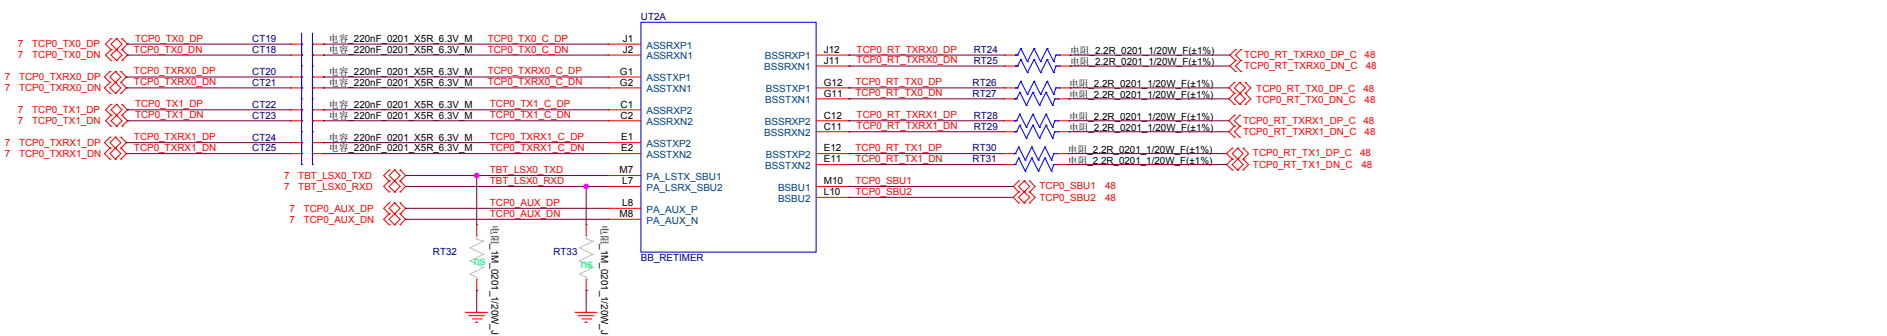 UT2A
7 TCP0_TX0_DP TCP0_TX0_DP CT19 电容_220nF_0201_X5R_6.3V_M TCP0_TX0_C_DP J1 ASSRXP1
7 TCP0_TX0_DN TCP0_TX0_DN CT18 电容_220nF_0201_X5R_6.3V_M TCP0_TX0_C_DN J2 ASSRXN1
7 TCP0_TXRX0_DP TCP0_TXRX0_DP CT20 电容_220nF_0201_X5R_6.3V_M TCP0_TXRX0_C_DP G1 ASSTXP1
7 TCP0_TXRX0_DN TCP0_TXRX0_DN CT21 电容_220nF_0201_X5R_6.3V_M TCP0_TXRX0_C_DN G2 ASSTXN1
7 TCP0_TX1_DP TCP0_TX1_DP CT22 电容_220nF_0201_X5R_6.3V_M TCP0_TX1_C_DP C1 ASSRXP2
7 TCP0_TX1_DN TCP0_TX1_DN CT23 电容_220nF_0201_X5R_6.3V_M TCP0_TX1_C_DN C2 ASSRXN2
7 TCP0_TXRX1_DP TCP0_TXRX1_DP CT24 电容_220nF_0201_X5R_6.3V_M TCP0_TXRX1_C_DP E1 ASSTXP2
7 TCP0_TXRX1_DN TCP0_TXRX1_DN CT25 电容_220nF_0201_X5R_6.3V_M TCP0_TXRX1_C_DN E2 ASSTXN2
7 TBT_LSX0_TXD TBT_LSX0_TXD M7 PA_LSTX_SBU1
7 TBT_LSX0_RXD TBT_LSX0_RXD L7 PA_LSRX_SBU2
7 TCP0_AUX_DP TCP0_AUX_DP L8 PA_AUX_P
7 TCP0_AUX_DN TCP0_AUX_DN M8 PA_AUX_N
BSSRXP1 J12 TCP0_RT_TXRX0_DP RT24 电阻_2.2R_0201_1/20W_F(±1%) TCP0_RT_TXRX0_DP_C 48
BSSRXN1 J11 TCP0_RT_TXRX0_DN RT25 电阻_2.2R_0201_1/20W_F(±1%) TCP0_RT_TXRX0_DN_C 48
BSSTXP1 G12 TCP0_RT_TX0_DP RT26 电阻_2.2R_0201_1/20W_F(±1%) TCP0_RT_TX0_DP_C 48
BSSTXN1 G11 TCP0_RT_TX0_DN RT27 电阻_2.2R_0201_1/20W_F(±1%) TCP0_RT_TX0_DN_C 48
BSSRXP2 C12 TCP0_RT_TXRX1_DP RT28 电阻_2.2R_0201_1/20W_F(±1%) TCP0_RT_TXRX1_DP_C 48
BSSRXN2 C11 TCP0_RT_TXRX1_DN RT29 电阻_2.2R_0201_1/20W_F(±1%) TCP0_RT_TXRX1_DN_C 48
BSSTXP2 E12 TCP0_RT_TX1_DP RT30 电阻_2.2R_0201_1/20W_F(±1%) TCP0_RT_TX1_DP_C 48
BSSTXN2 E11 TCP0_RT_TX1_DN RT31 电阻_2.2R_0201_1/20W_F(±1%) TCP0_RT_TX1_DN_C 48
BSBU1 M10 TCP0_SBU1 TCP0_SBU1 48
BSBU2 L10 TCP0_SBU2 TCP0_SBU2 48
RT32 ns 电阻_1M_0201_1/20W_J
RT33 ns 电阻_1M_0201_1/20W_J
BB_RETIMER